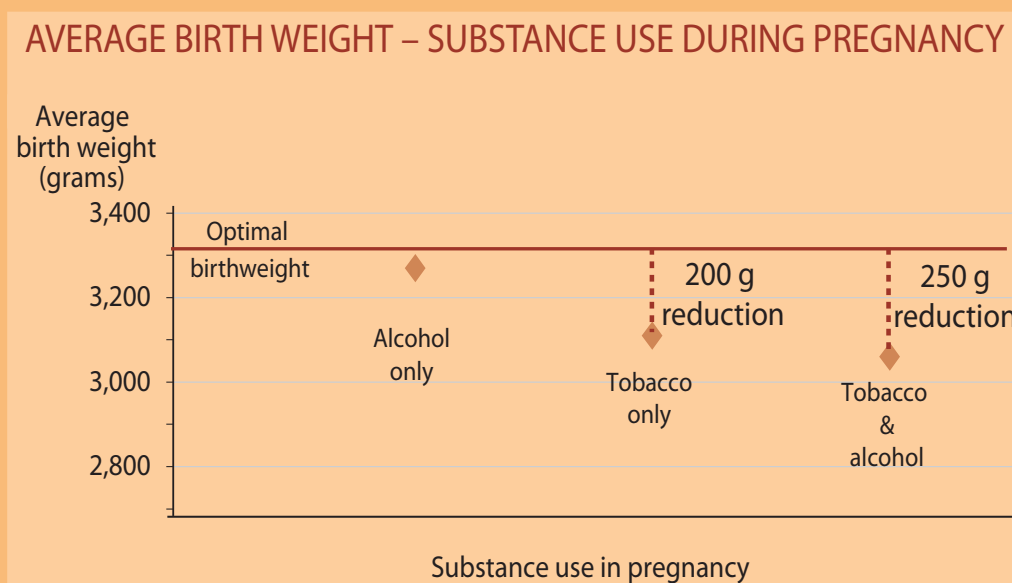 AVERAGE BIRTH WEIGHT – SUBSTANCE USE DURING PREGNANCY
Average
birth weight
(grams)
3,400
Optimal
birthweight
3,200
200 g
reduction
250 g
reduction
Alcohol
only
3,000
Tobacco
only
Tobacco
&
alcohol
2,800
Substance use in pregnancy